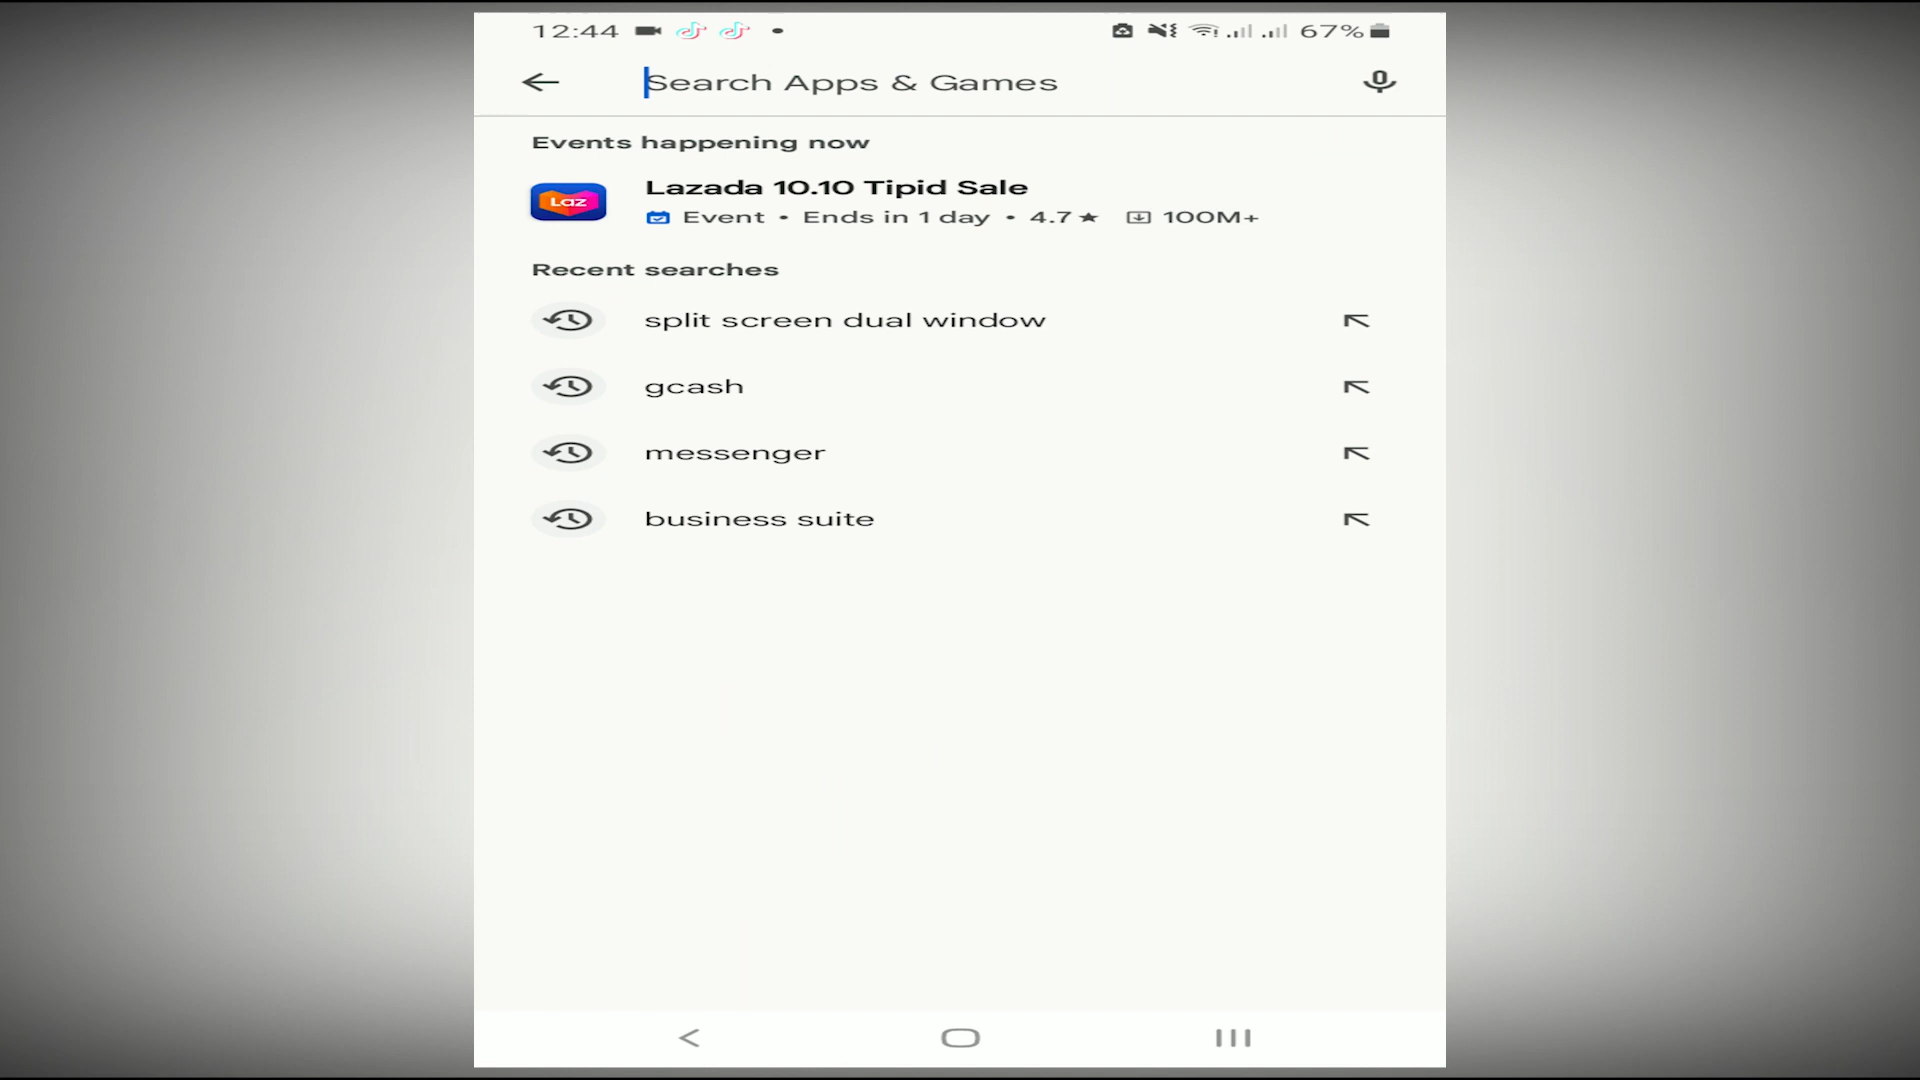 12:44
67%
Search Apps & Games
Events happening now
Laz
Lazada 10.10 Tipid Sale
Event • Ends in 1 day • 4.7★ 100M+
Recent searches
split screen dual window
gcash
messenger
business suite